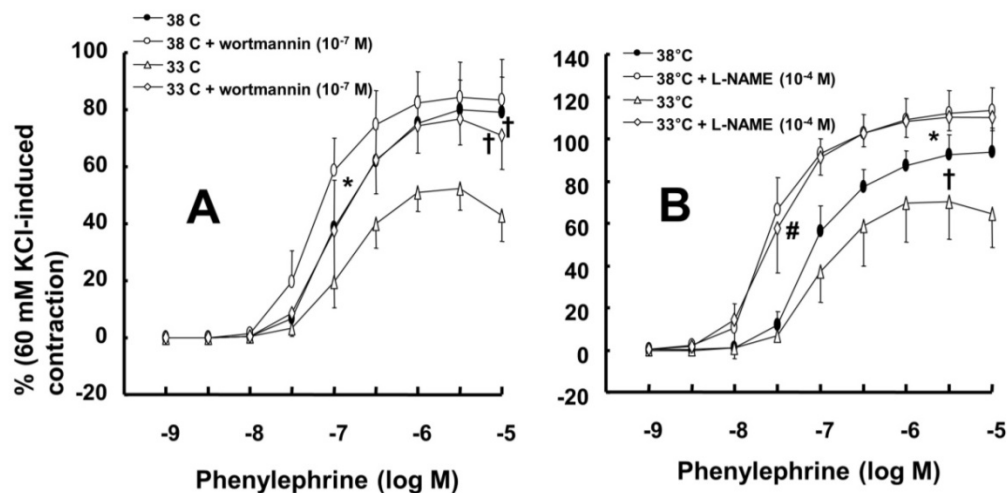 38 C
38 C + wortmannin (10⁻⁷ M)
33 C
33 C + wortmannin (10⁻⁷ M)
100
80
60
40
20
0
-20
% (60 mM KCl-induced
contraction)
A
*
†
†
-9
-8
-7
-6
-5
Phenylephrine (log M)
38°C
38°C + L-NAME (10⁻⁴ M)
33°C
33°C + L-NAME (10⁻⁴ M)
140
120
100
80
60
40
20
0
-20
B
*
†
#
-9
-8
-7
-6
-5
Phenylephrine (log M)